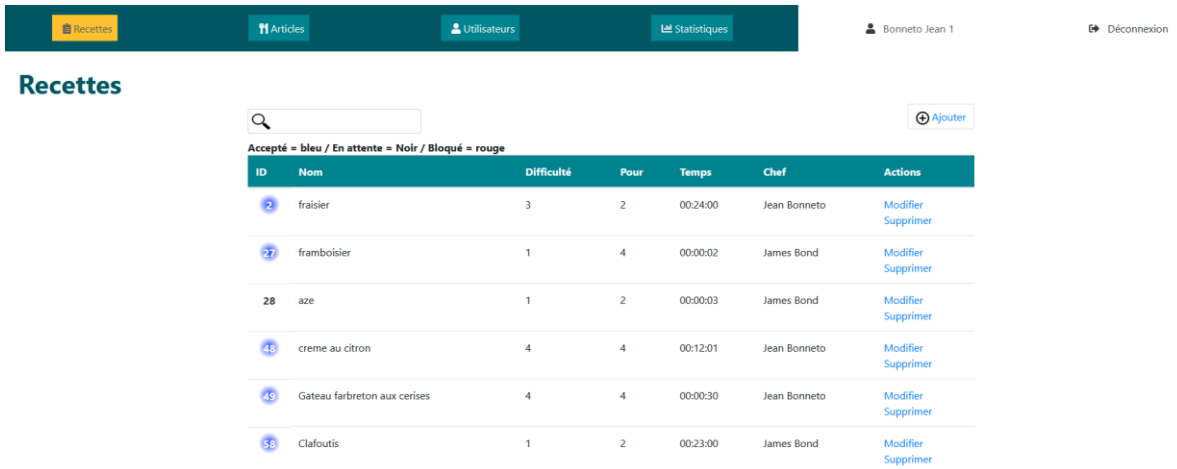 Recettes Articles Utilisateurs Statistiques Bonneto Jean 1 Déconnexion
Recettes
Ajouter
Accepté = bleu / En attente = Noir / Bloqué = rouge
ID Nom Difficulté Pour Temps Chef Actions
2 fraisier 3 2 00:24:00 Jean Bonneto Modifier
Supprimer
27 framboisier 1 4 00:00:02 James Bond Modifier
Supprimer
28 aze 1 2 00:00:03 James Bond Modifier
Supprimer
48 creme au citron 4 4 00:12:01 Jean Bonneto Modifier
Supprimer
49 Gateau farbreton aux cerises 4 4 00:00:30 Jean Bonneto Modifier
Supprimer
58 Clafoutis 1 2 00:23:00 James Bond Modifier
Supprimer